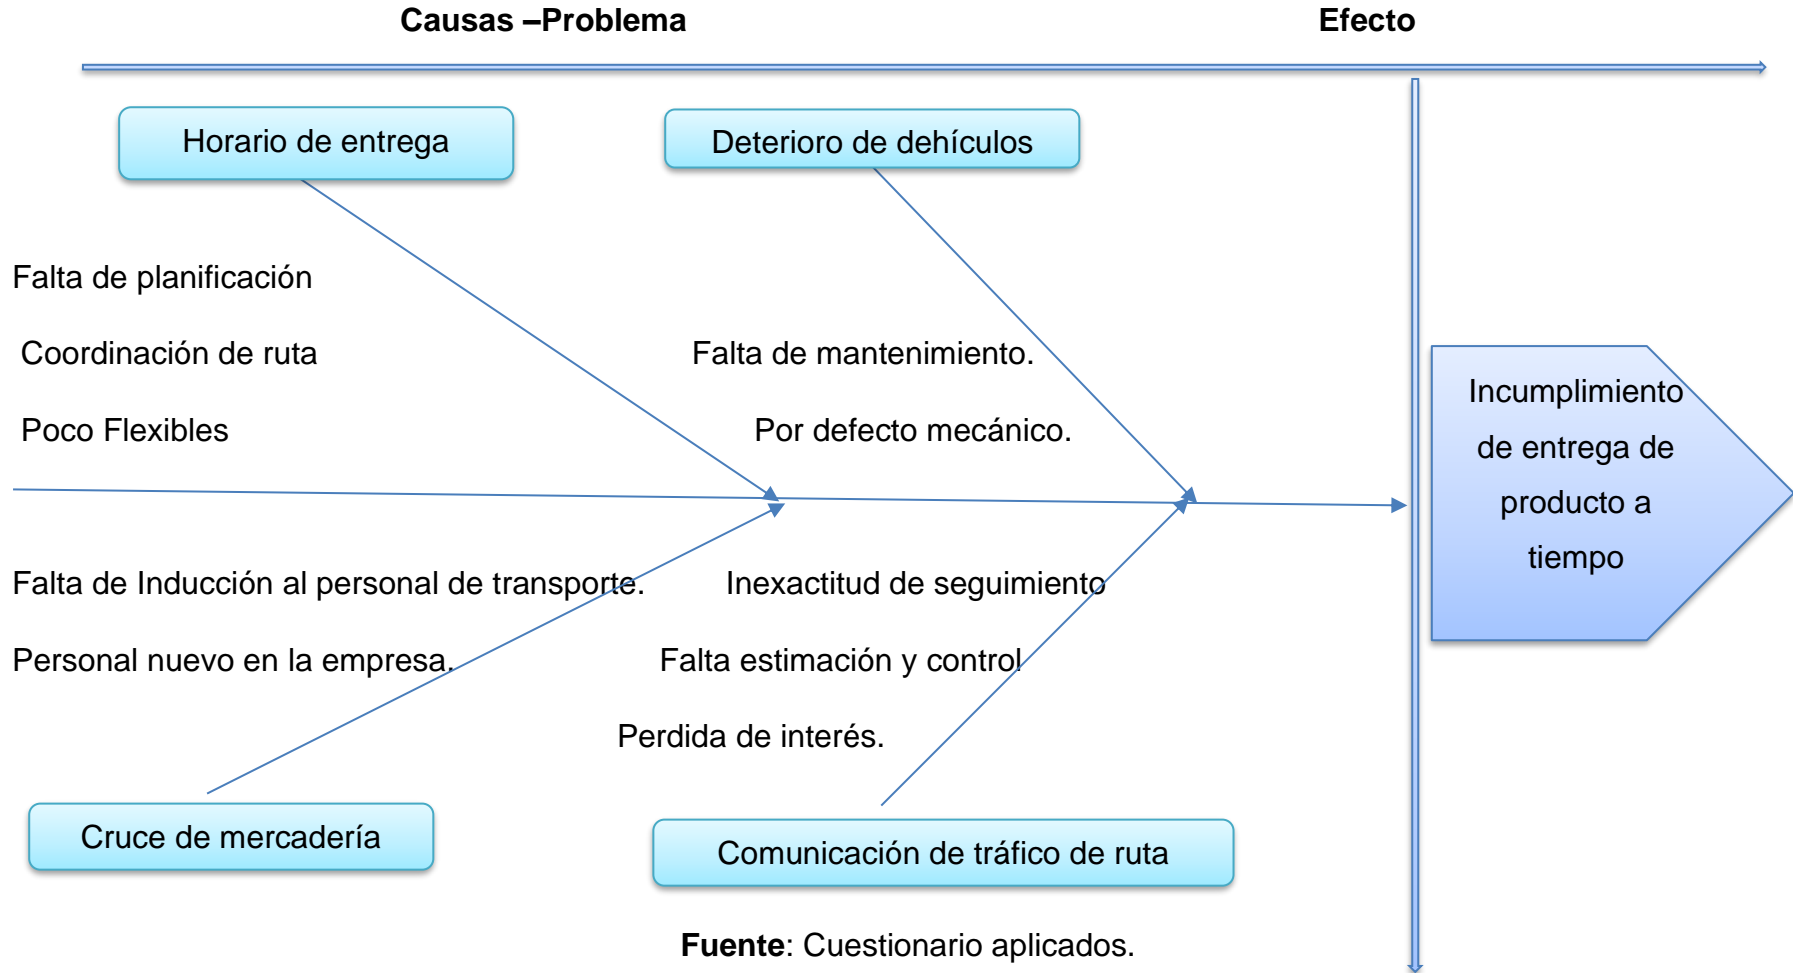 Causas –Problema
Efecto
Horario de entrega
Deterioro de dehículos
Falta de planificación
Coordinación de ruta
Falta de mantenimiento.
Poco Flexibles
Por defecto mecánico.
Incumplimiento
de entrega de
producto a
tiempo
Falta de Inducción al personal de transporte.
Inexactitud de seguimiento
Personal nuevo en la empresa.
Falta estimación y control
Perdida de interés.
Cruce de mercadería
Comunicación de tráfico de ruta
Fuente: Cuestionario aplicados.